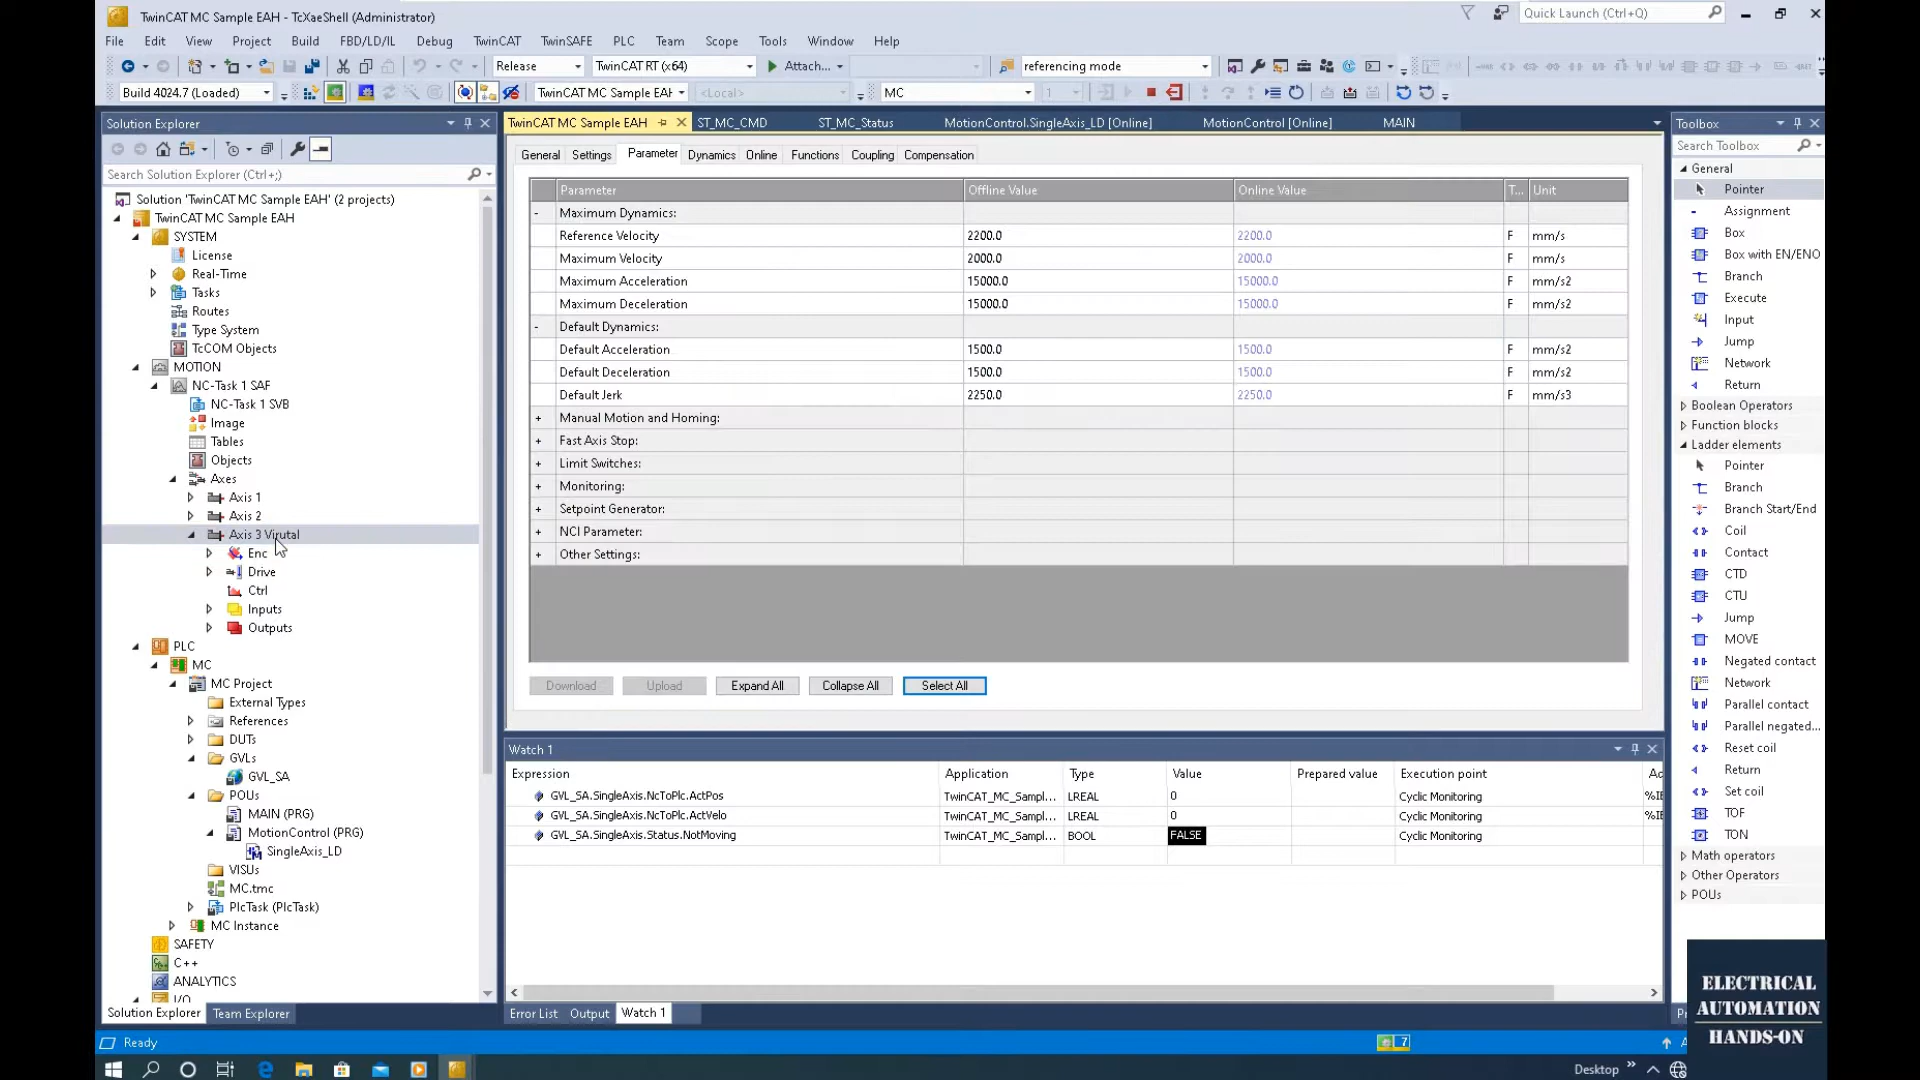 TwinCAT MC Sample EAH - TcXaeShell (Administrator)
Quick Launch (Ctrl+Q)
File Edit View Project Build FBD/LD/IL Debug TwinCAT TwinSAFE PLC Team Scope Tools Window Help
Release TwinCAT RT (x64) Attach... referencing mode
Build 4024.7 (Loaded) TwinCAT MC Sample EAH <Local> MC 1
Solution Explorer
Search Solution Explorer (Ctrl+;)
Solution 'TwinCAT MC Sample EAH' (2 projects)
TwinCAT MC Sample EAH
SYSTEM
License
Real-Time
Tasks
Routes
Type System
TcCOM Objects
MOTION
NC-Task 1 SAF
NC-Task 1 SVB
Image
Tables
Objects
Axes
Axis 1
Axis 2
Axis 3 Virutal
Enc
Drive
Ctrl
Inputs
Outputs
PLC
MC
MC Project
External Types
References
DUTs
GVLs
GVL_SA
POUs
MAIN (PRG)
MotionControl (PRG)
SingleAxis_LD
VISUs
MC.tmc
PlcTask (PlcTask)
MC Instance
SAFETY
C++
ANALYTICS
I/O
Solution Explorer Team Explorer
TwinCAT MC Sample EAH ST_MC_CMD ST_MC_Status MotionControl.SingleAxis_LD [Online] MotionControl [Online] MAIN
General Settings Parameter Dynamics Online Functions Coupling Compensation
Parameter Offline Value Online Value T... Unit
- Maximum Dynamics:
Reference Velocity 2200.0 2200.0 F mm/s
Maximum Velocity 2000.0 2000.0 F mm/s
Maximum Acceleration 15000.0 15000.0 F mm/s2
Maximum Deceleration 15000.0 15000.0 F mm/s2
- Default Dynamics:
Default Acceleration 1500.0 1500.0 F mm/s2
Default Deceleration 1500.0 1500.0 F mm/s2
Default Jerk 2250.0 2250.0 F mm/s3
+ Manual Motion and Homing:
+ Fast Axis Stop:
+ Limit Switches:
+ Monitoring:
+ Setpoint Generator:
+ NCI Parameter:
+ Other Settings:
Download Upload Expand All Collapse All Select All
Watch 1
Expression Application Type Value Prepared value Execution point Ad
GVL_SA.SingleAxis.NcToPlc.ActPos TwinCAT_MC_Sampl... LREAL 0 Cyclic Monitoring %IE
GVL_SA.SingleAxis.NcToPlc.ActVelo TwinCAT_MC_Sampl... LREAL 0 Cyclic Monitoring %IE
GVL_SA.SingleAxis.Status.NotMoving TwinCAT_MC_Sampl... BOOL FALSE Cyclic Monitoring
Error List Output Watch 1
Toolbox
Search Toolbox
General
Pointer
Assignment
Box
Box with EN/ENO
Branch
Execute
Input
Jump
Network
Return
Boolean Operators
Function blocks
Ladder elements
Pointer
Branch
Branch Start/End
Coil
Contact
CTD
CTU
Jump
MOVE
Negated contact
Network
Parallel contact
Parallel negated...
Reset coil
Return
Set coil
TOF
TON
Math operators
Other Operators
POUs
ELECTRICAL
AUTOMATION
HANDS-ON
Ready
7
Desktop